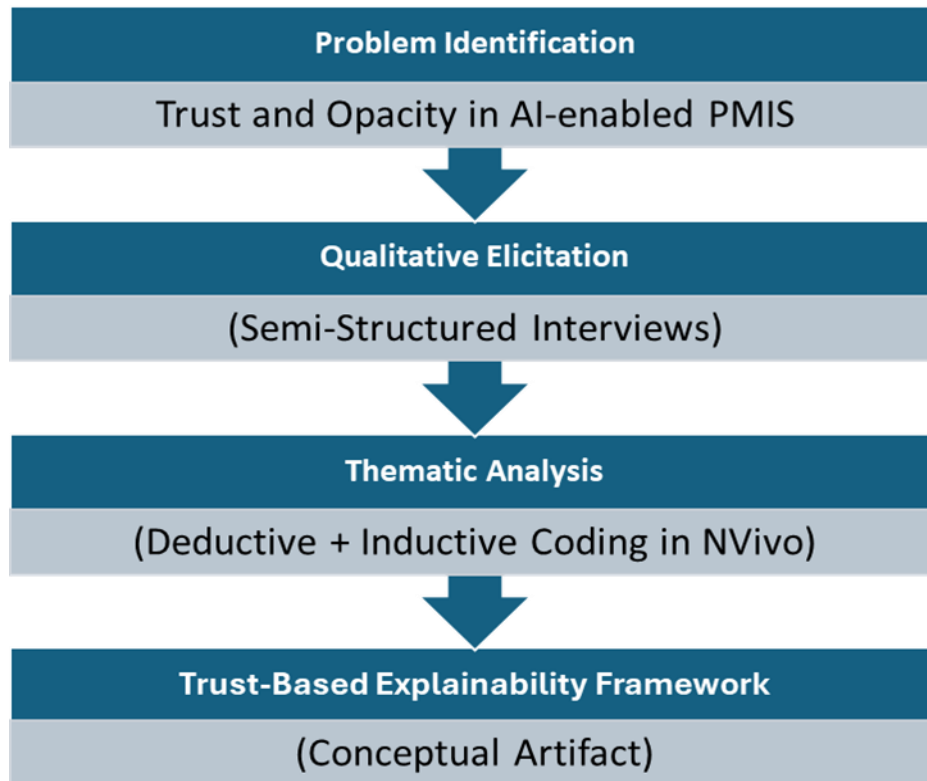 Problem Identification
Trust and Opacity in AI-enabled PMIS
Qualitative Elicitation
(Semi-Structured Interviews)
Thematic Analysis
(Deductive + Inductive Coding in NVivo)
Trust-Based Explainability Framework
(Conceptual Artifact)